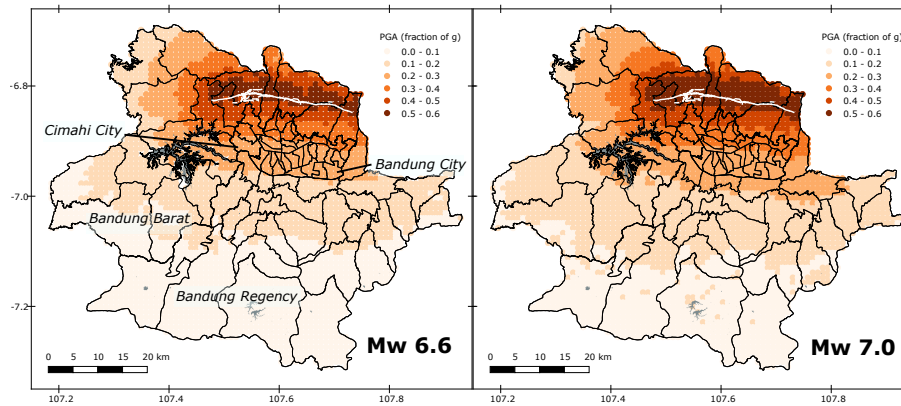 PGA (fraction of g)
0.0 - 0.1
0.1 - 0.2
0.2 - 0.3
0.3 - 0.4
0.4 - 0.5
0.5 - 0.6
-6.8
-7.0
-7.2
Cimahi City
Bandung City
Bandung Barat
Bandung Regency
Mw 6.6
0 5 10 15 20 km
107.2 107.4 107.6 107.8
PGA (fraction of g)
0.0 - 0.1
0.1 - 0.2
0.2 - 0.3
0.3 - 0.4
0.4 - 0.5
0.5 - 0.6
Mw 7.0
0 5 10 15 20 km
107.2 107.4 107.6 107.8